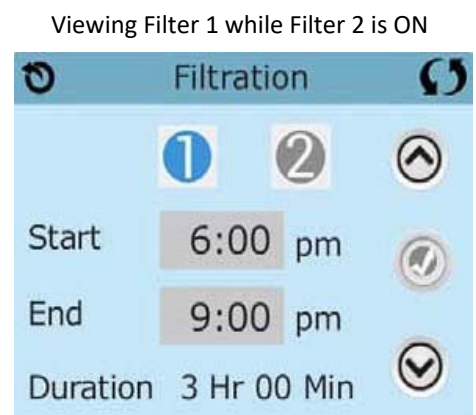 Viewing Filter 1 while Filter 2 is ON
Filtration
1 2
Start 6:00 pm
End 9:00 pm
Duration 3 Hr 00 Min